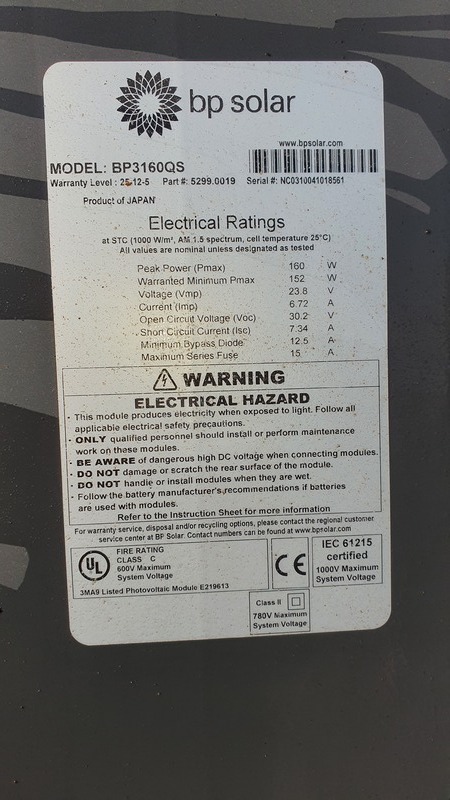 bp solar
www.bpsolar.com
MODEL: BP3160QS
Warranty Level : 25-12-5 Part #: 5299.0019 Serial #: NC0310041018561
Product of JAPAN
Electrical Ratings
at STC (1000 W/m², AM 1.5 spectrum, cell temperature 25°C)
All values are nominal unless designated as tested
Peak Power (Pmax) 160 W
Warranted Minimum Pmax 152 W
Voltage (Vmp) 23.8 V
Current (Imp) 6.72 A
Open Circuit Voltage (Voc) 30.2 V
Short Circuit Current (Isc) 7.34 A
Minimum Bypass Diode 12.5 A
Maximum Series Fuse 15 A
WARNING
ELECTRICAL HAZARD
· This module produces electricity when exposed to light. Follow all
applicable electrical safety precautions.
· ONLY qualified personnel should install or perform maintenance
work on these modules.
· BE AWARE of dangerous high DC voltage when connecting modules.
· DO NOT damage or scratch the rear surface of the module.
· DO NOT handle or install modules when they are wet.
· Follow the battery manufacturer's recommendations if batteries
are used with modules.
Refer to the Instruction Sheet for more information
For warranty service, disposal and/or recycling options, please contact the regional customer
service center at BP Solar. Contact numbers can be found at www.bpsolar.com
UL
FIRE RATING
CLASS C
600V Maximum
System Voltage
3MA9 Listed Photovoltaic Module E219613
CE
IEC 61215
certified
1000V Maximum
System Voltage
Class II
780V Maximum
System Voltage